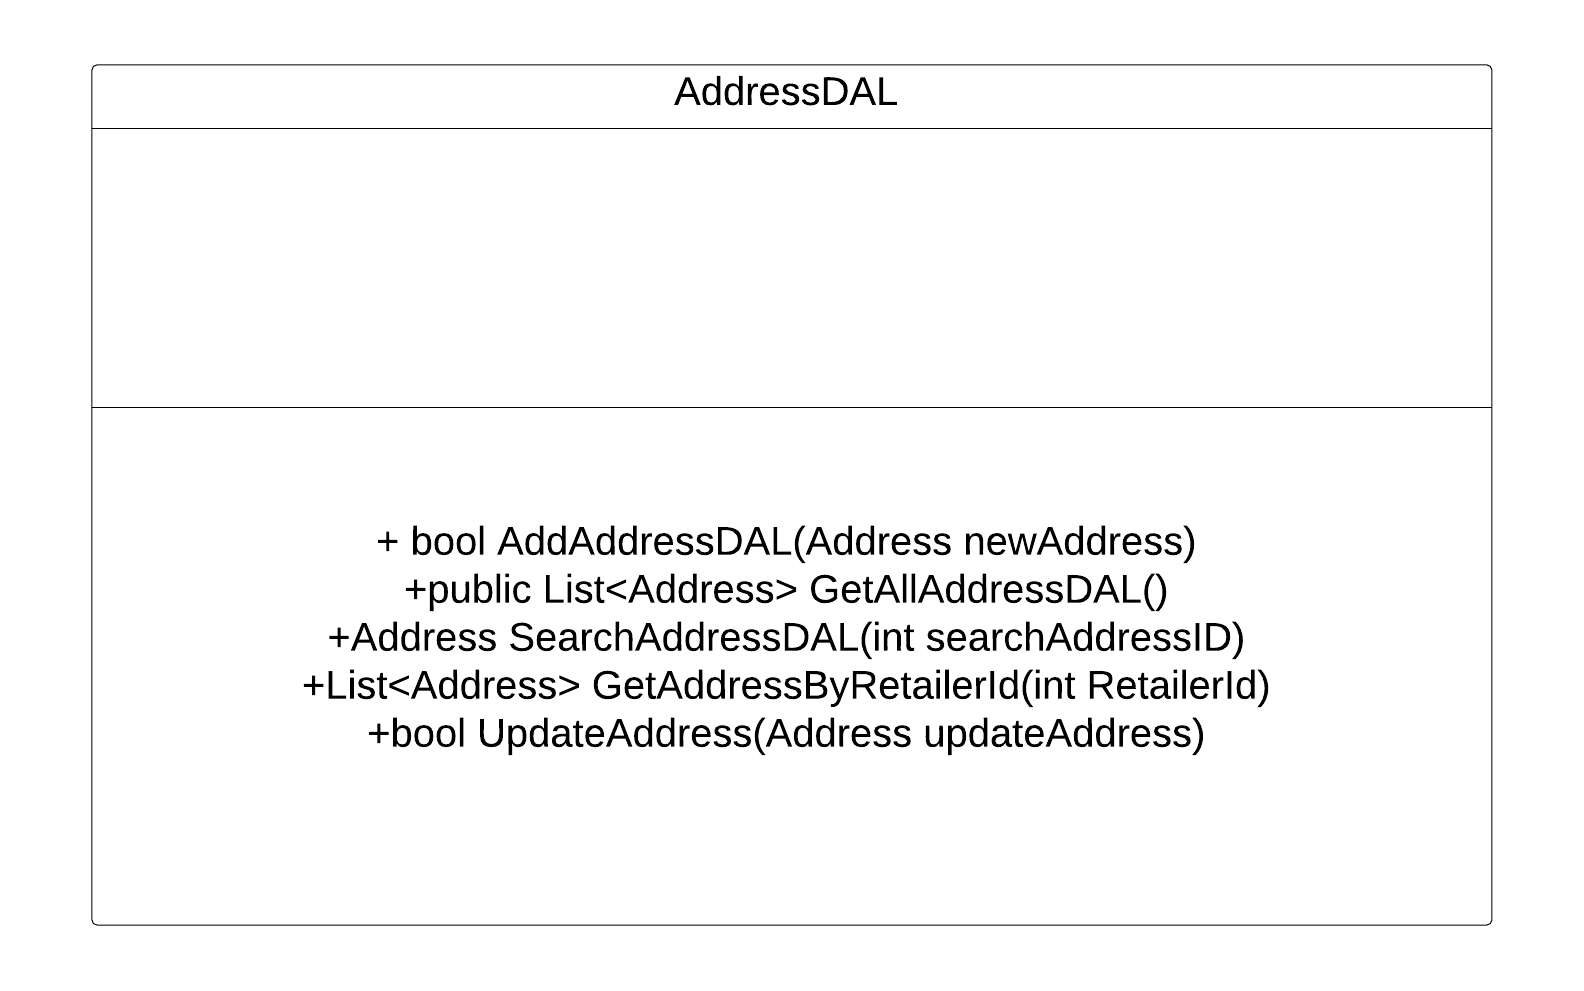 AddressDAL
+ bool AddAddressDAL(Address newAddress)
+public List<Address> GetAllAddressDAL()
+Address SearchAddressDAL(int searchAddressID)
+List<Address> GetAddressByRetailerId(int RetailerId)
+bool UpdateAddress(Address updateAddress)